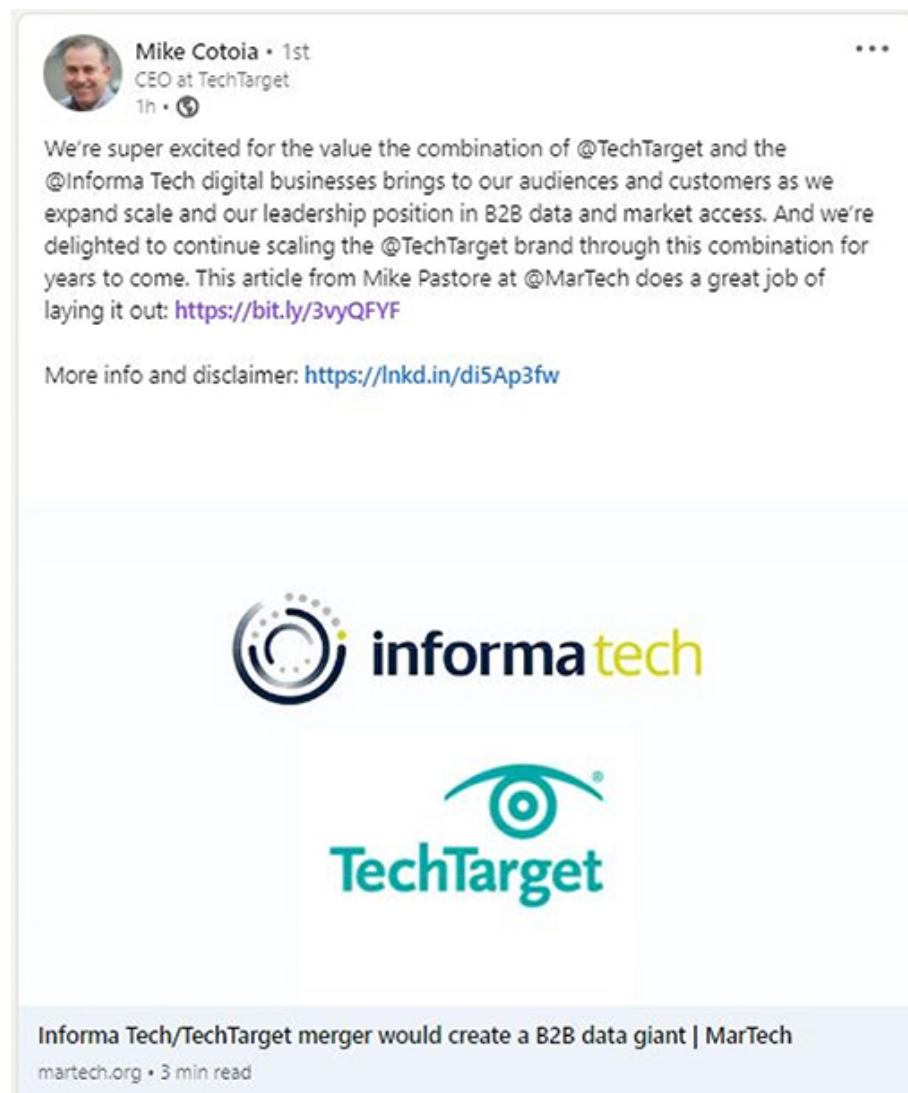 Mike Cotoia • 1st
CEO at TechTarget
1h •
We're super excited for the value the combination of @TechTarget and the
@Informa Tech digital businesses brings to our audiences and customers as we
expand scale and our leadership position in B2B data and market access. And we're
delighted to continue scaling the @TechTarget brand through this combination for
years to come. This article from Mike Pastore at @MarTech does a great job of
laying it out: https://bit.ly/3vyQFYF
More info and disclaimer: https://lnkd.in/di5Ap3fw
informa tech
TechTarget®
Informa Tech/TechTarget merger would create a B2B data giant | MarTech
martech.org • 3 min read